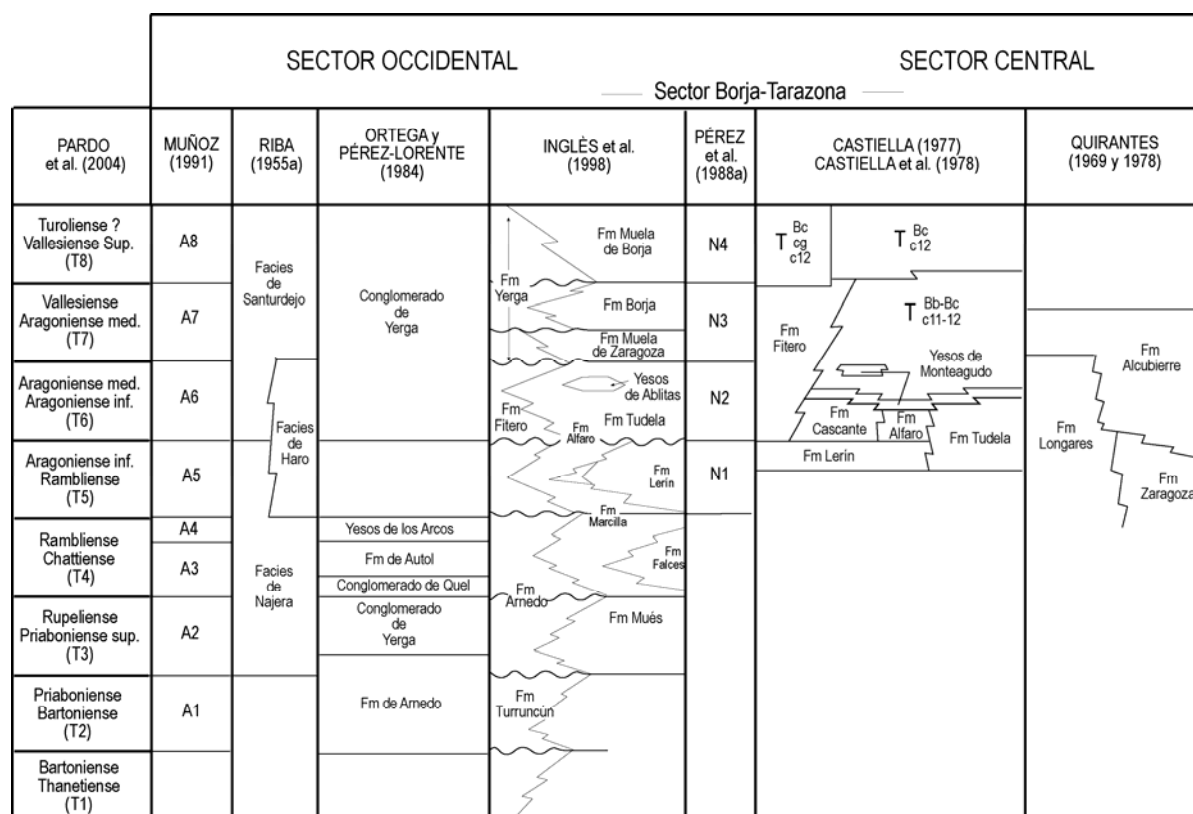 SECTOR OCCIDENTAL
SECTOR CENTRAL
Sector Borja-Tarazona
PARDO
et al. (2004)
MUÑOZ
(1991)
RIBA
(1955a)
ORTEGA y
PÉREZ-LORENTE
(1984)
INGLÈS et al.
(1998)
PÉREZ
et al.
(1988a)
CASTIELLA (1977)
CASTIELLA et al. (1978)
QUIRANTES
(1969 y 1978)
Turoliense ?
Vallesiense Sup.
(T8)
A8
Facies
de
Santurdejo
Conglomerado
de
Yerga
Fm
Yerga
Fm Muela
de Borja
N4
T Bc
cg
c12
T Bc
c12
Vallesiense
Aragoniense med.
(T7)
A7
Fm Borja
Fm Muela
de Zaragoza
N3
Fm
Fitero
T Bb-Bc
c11-12
Yesos de
Monteagudo
Fm
Alcubierre
Aragoniense med.
Aragoniense inf.
(T6)
A6
Facies
de
Haro
Fm
Fitero
Yesos
de Ablitas
Fm Tudela
Fm
Alfaro
N2
Fm
Cascante
Fm
Alfaro
Fm Tudela
Fm
Longares
Aragoniense inf.
Rambliense
(T5)
A5
Fm
Lerín
N1
Fm Lerín
Fm
Zaragoza
Rambliense
Chattiense
(T4)
A4
A3
Facies
de
Najera
Yesos de los Arcos
Fm de Autol
Conglomerado de Quel
Fm
Marcilla
Fm
Falces
Fm
Arnedo
Rupeliense
Priaboniense sup.
(T3)
A2
Conglomerado
de
Yerga
Fm Mués
Priaboniense
Bartoniense
(T2)
A1
Fm de Arnedo
Fm
Turruncún
Bartoniense
Thanetiense
(T1)